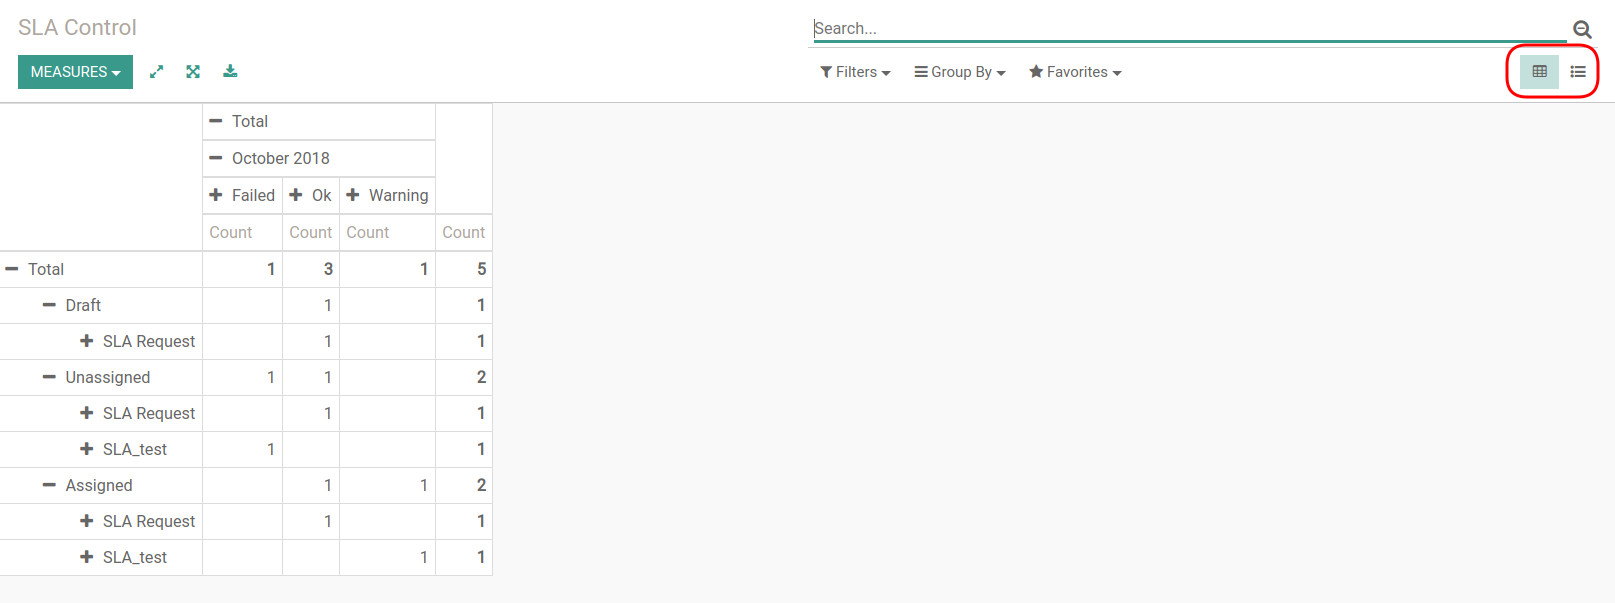 SLA Control
Search...
MEASURES
Filters Group By Favorites
Total
October 2018
Failed Ok Warning
Count Count Count Count
Total 1 3 1 5
Draft 1 1
SLA Request 1 1
Unassigned 1 1 2
SLA Request 1 1
SLA_test 1 1
Assigned 1 1 2
SLA Request 1 1
SLA_test 1 1